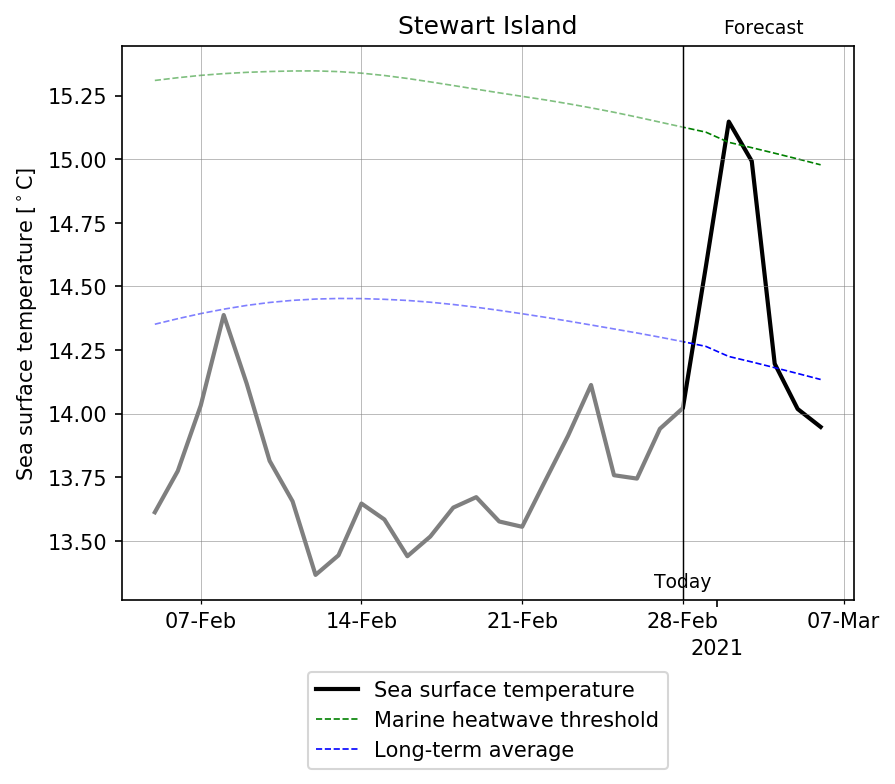 Stewart Island
Forecast
Sea surface temperature [°C]
15.25
15.00
14.75
14.50
14.25
14.00
13.75
13.50
Today
07-Feb
14-Feb
21-Feb
28-Feb
07-Mar
2021
Sea surface temperature
Marine heatwave threshold
Long-term average